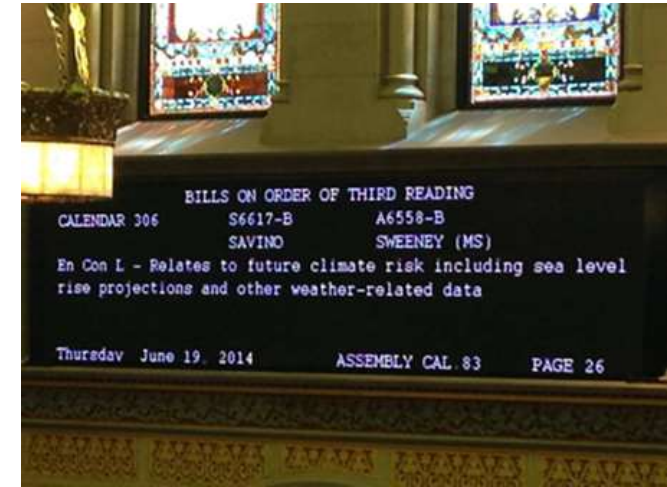 BILLS ON ORDER OF THIRD READING
CALENDAR 306 S6617-B A6558-B
SAVINO SWEENEY (MS)
En Con L - Relates to future climate risk including sea level
rise projections and other weather-related data
Thursday June 19, 2014 ASSEMBLY CAL 83 PAGE 26